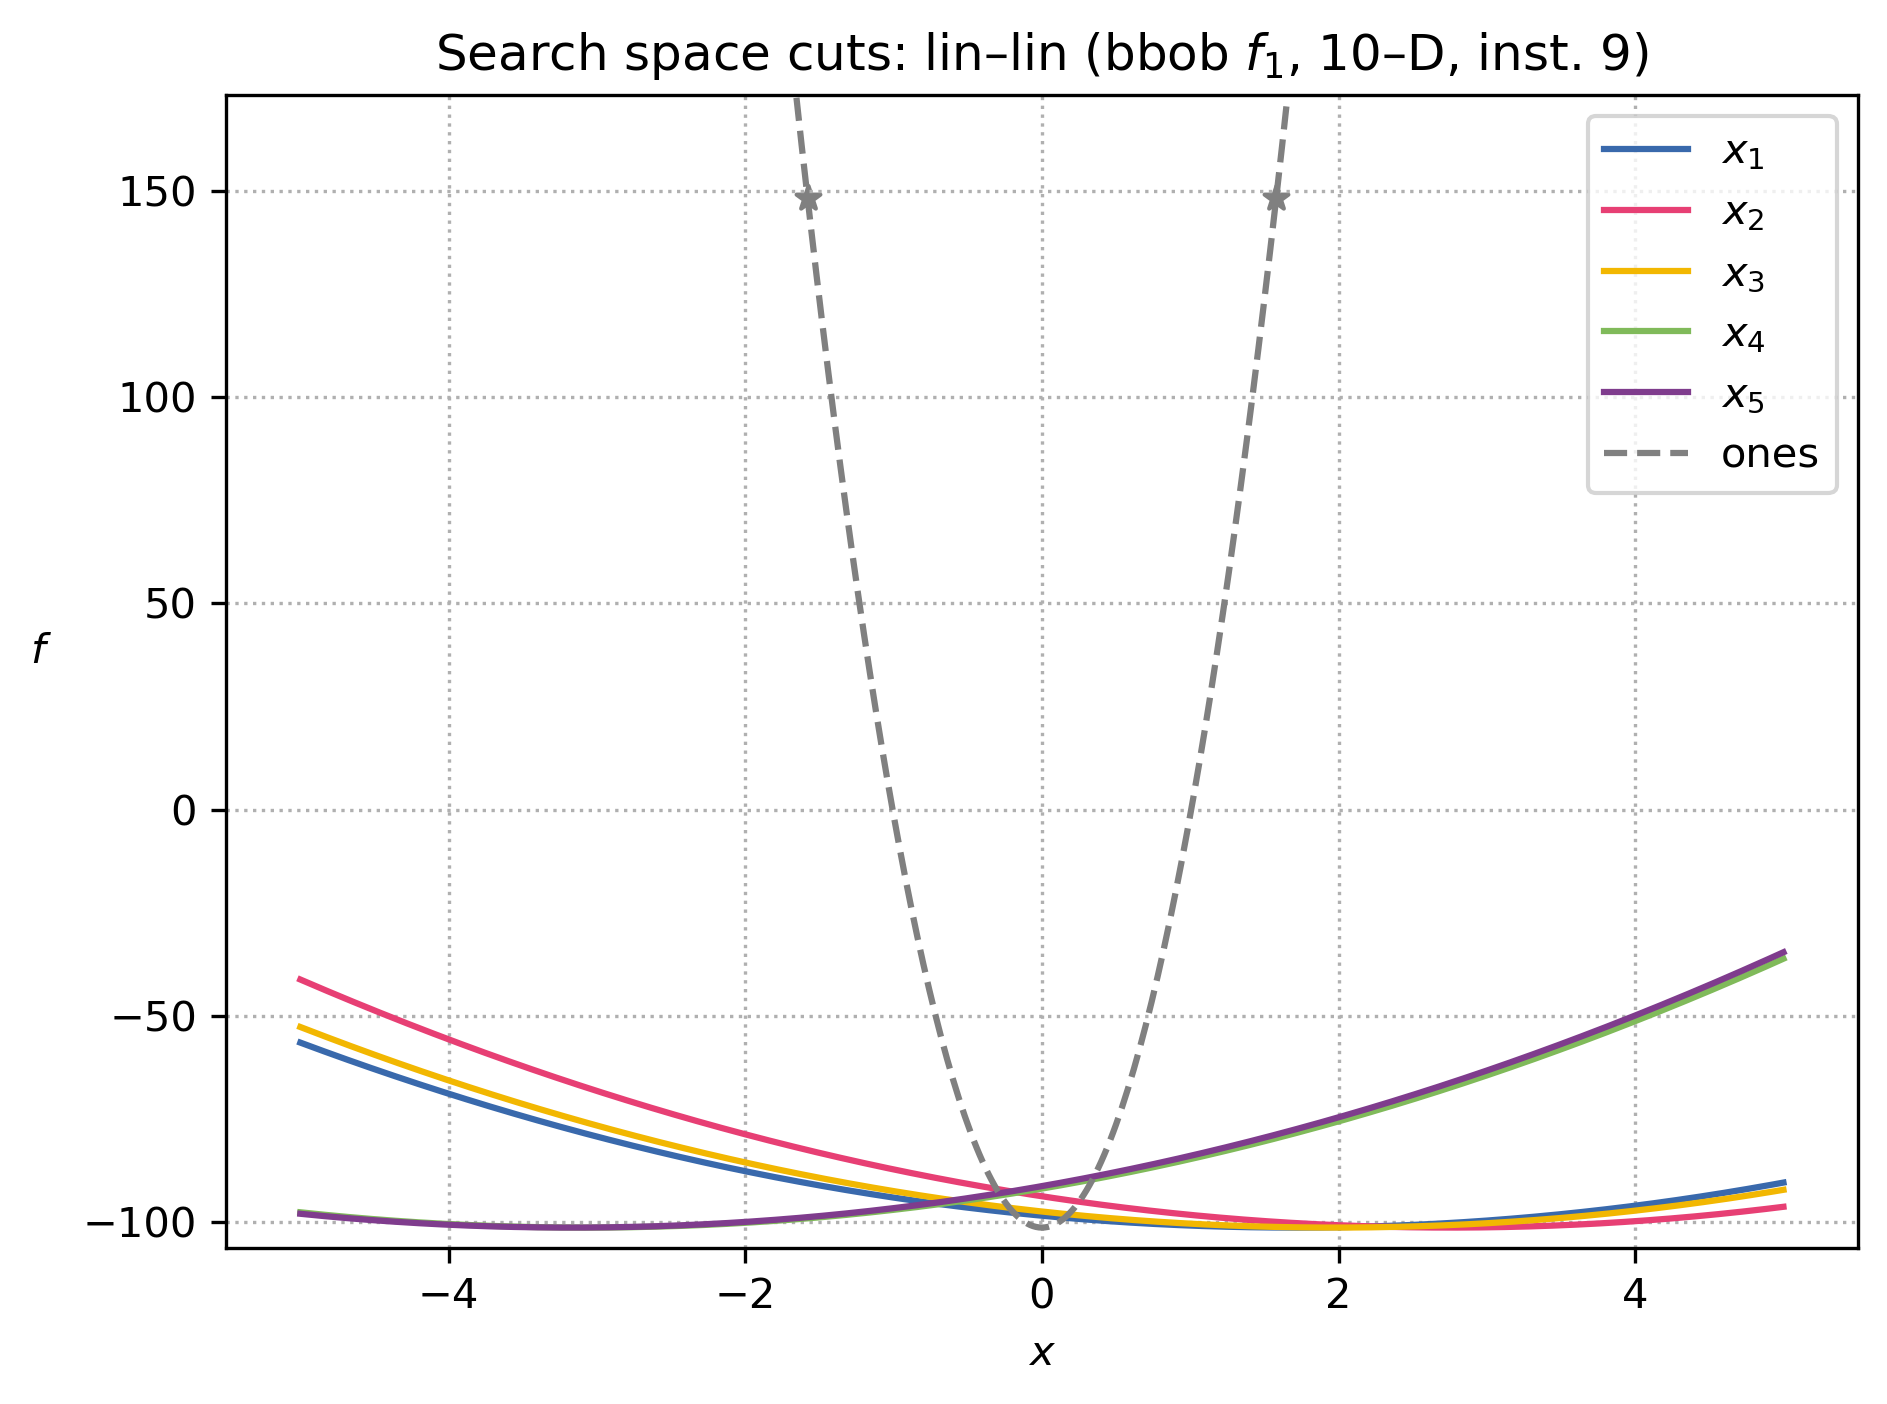 Search space cuts: lin–lin (bbob f₁, 10–D, inst. 9)
x₁
x₂
x₃
x₄
x₅
ones
150
100
50
0
−50
−100
f
−4
−2
0
2
4
x